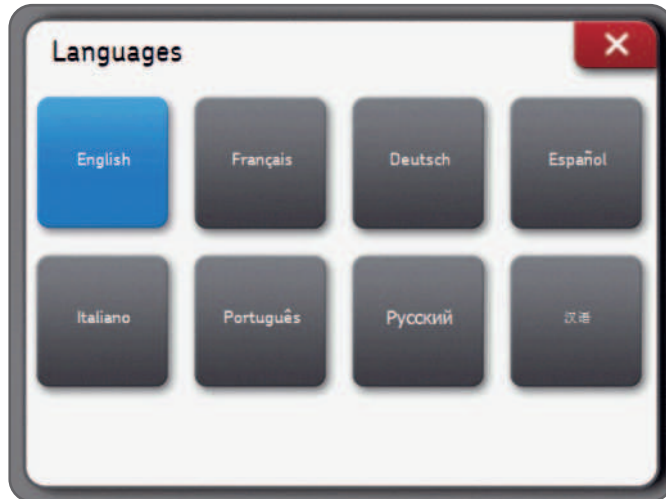 Languages
English Français Deutsch Español
Italiano Português Русский 汉语